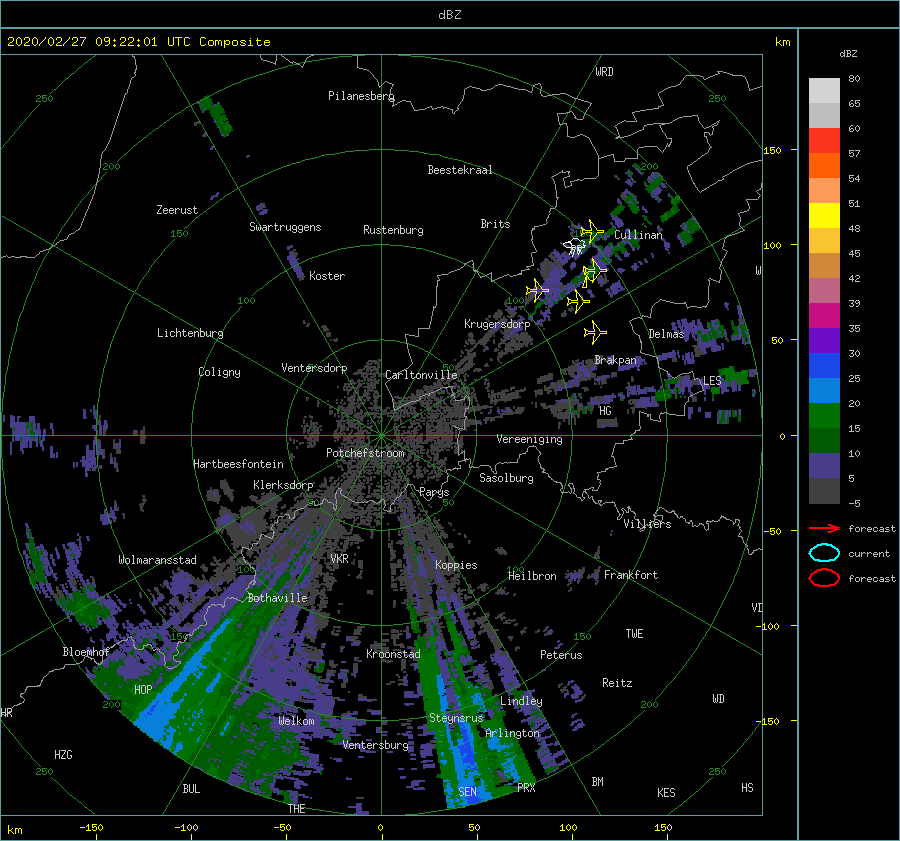 dBZ
2020/02/27 09:22:01 UTC Composite
km
dBZ
WRD
80
250
250
Pilanesberg
65
60
150
57
200
200
Beestekraal
54
Zeerust
51
150
Swartruggens
Rustenburg
Brits
Cullinan
48
100
45
Koster
W
42
100
100
39
Krugersdorp
35
Lichtenburg
Delmas
50
30
Coligny
Ventersdorp
Carltonville
Brakpan
LES
25
20
HG
15
Vereeniging
0
Potchefstroom
10
Hartbeesfontein
Sasolburg
5
Klerksdorp
Parys
50
50
-5
Villiers
-50
forecast
VKR
current
Wolmaransstad
Koppies
100
100
Heilbron
Frankfort
forecast
Bothaville
VI
-100
150
150
TWE
Bloemhof
Kroonstad
Peterus
HOP
Reitz
WD
200
Lindley
200
HR
Welkom
Steynsrus
-150
Arlington
Ventersburg
HZG
250
250
BUL
SEN
PRX
BM
KES
HS
THE
km
-150
-100
-50
0
50
100
150